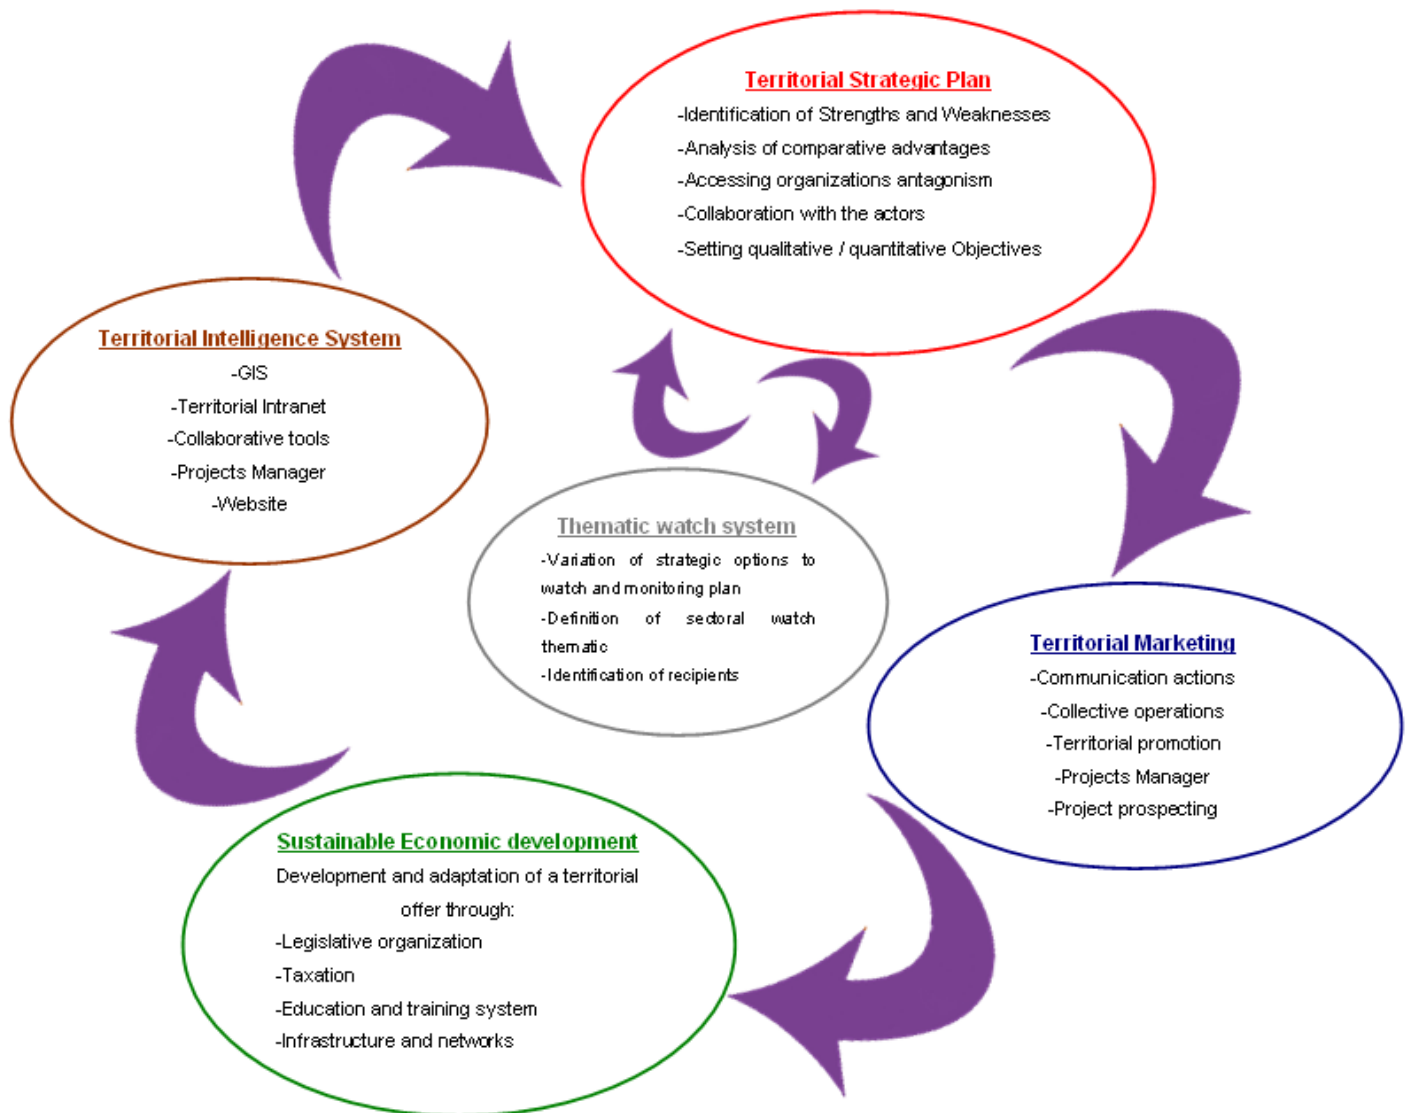 Territorial Strategic Plan
-Identification of Strengths and Weaknesses
-Analysis of comparative advantages
-Accessing organizations antagonism
-Collaboration with the actors
-Setting qualitative / quantitative Objectives
Territorial Intelligence System
-GIS
-Territorial Intranet
-Collaborative tools
-Projects Manager
-Website
Thematic watch system
-Variation of strategic options to
watch and monitoring plan
-Definition of sectoral watch
thematic
-Identification of recipients
Territorial Marketing
-Communication actions
-Collective operations
-Territorial promotion
-Projects Manager
-Project prospecting
Sustainable Economic development
Development and adaptation of a territorial
offer through:
-Legislative organization
-Taxation
-Education and training system
-Infrastructure and networks